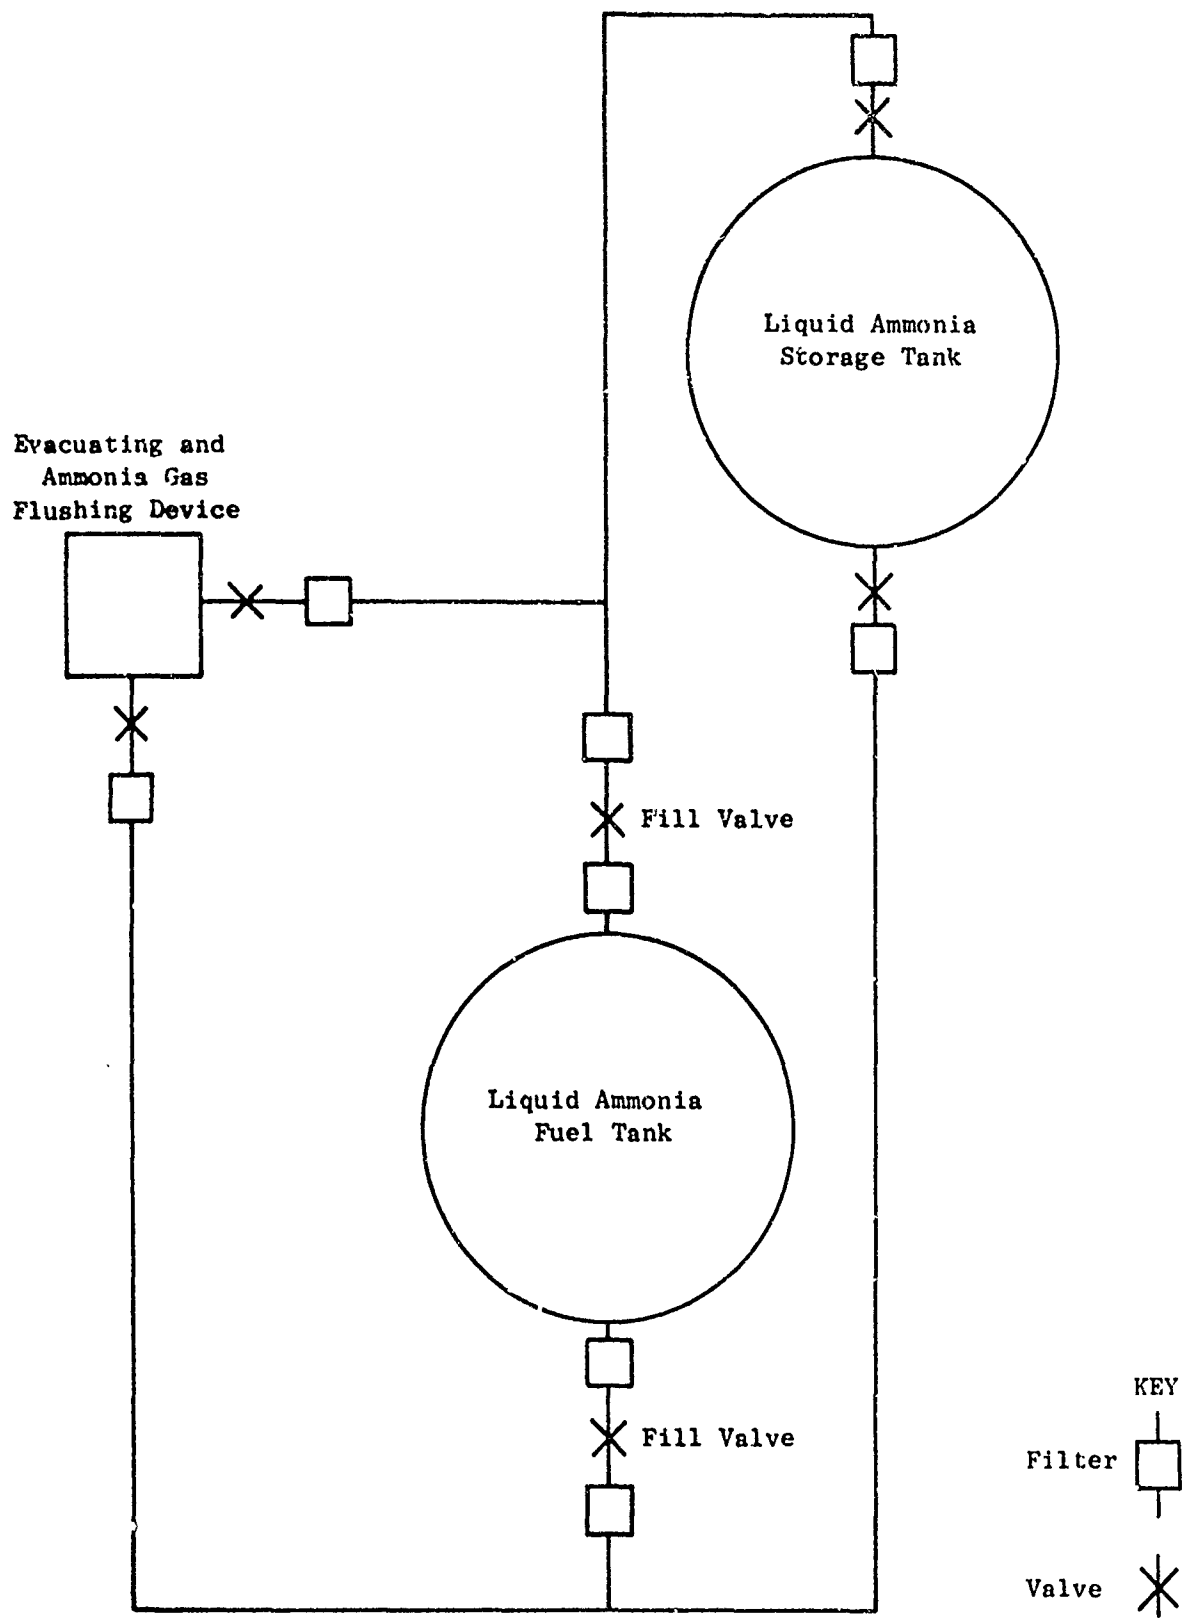 Liquid Ammonia
Storage Tank
Evacuating and
Ammonia Gas
Flushing Device
Fill Valve
Liquid Ammonia
Fuel Tank
Fill Valve
KEY
Filter
Valve